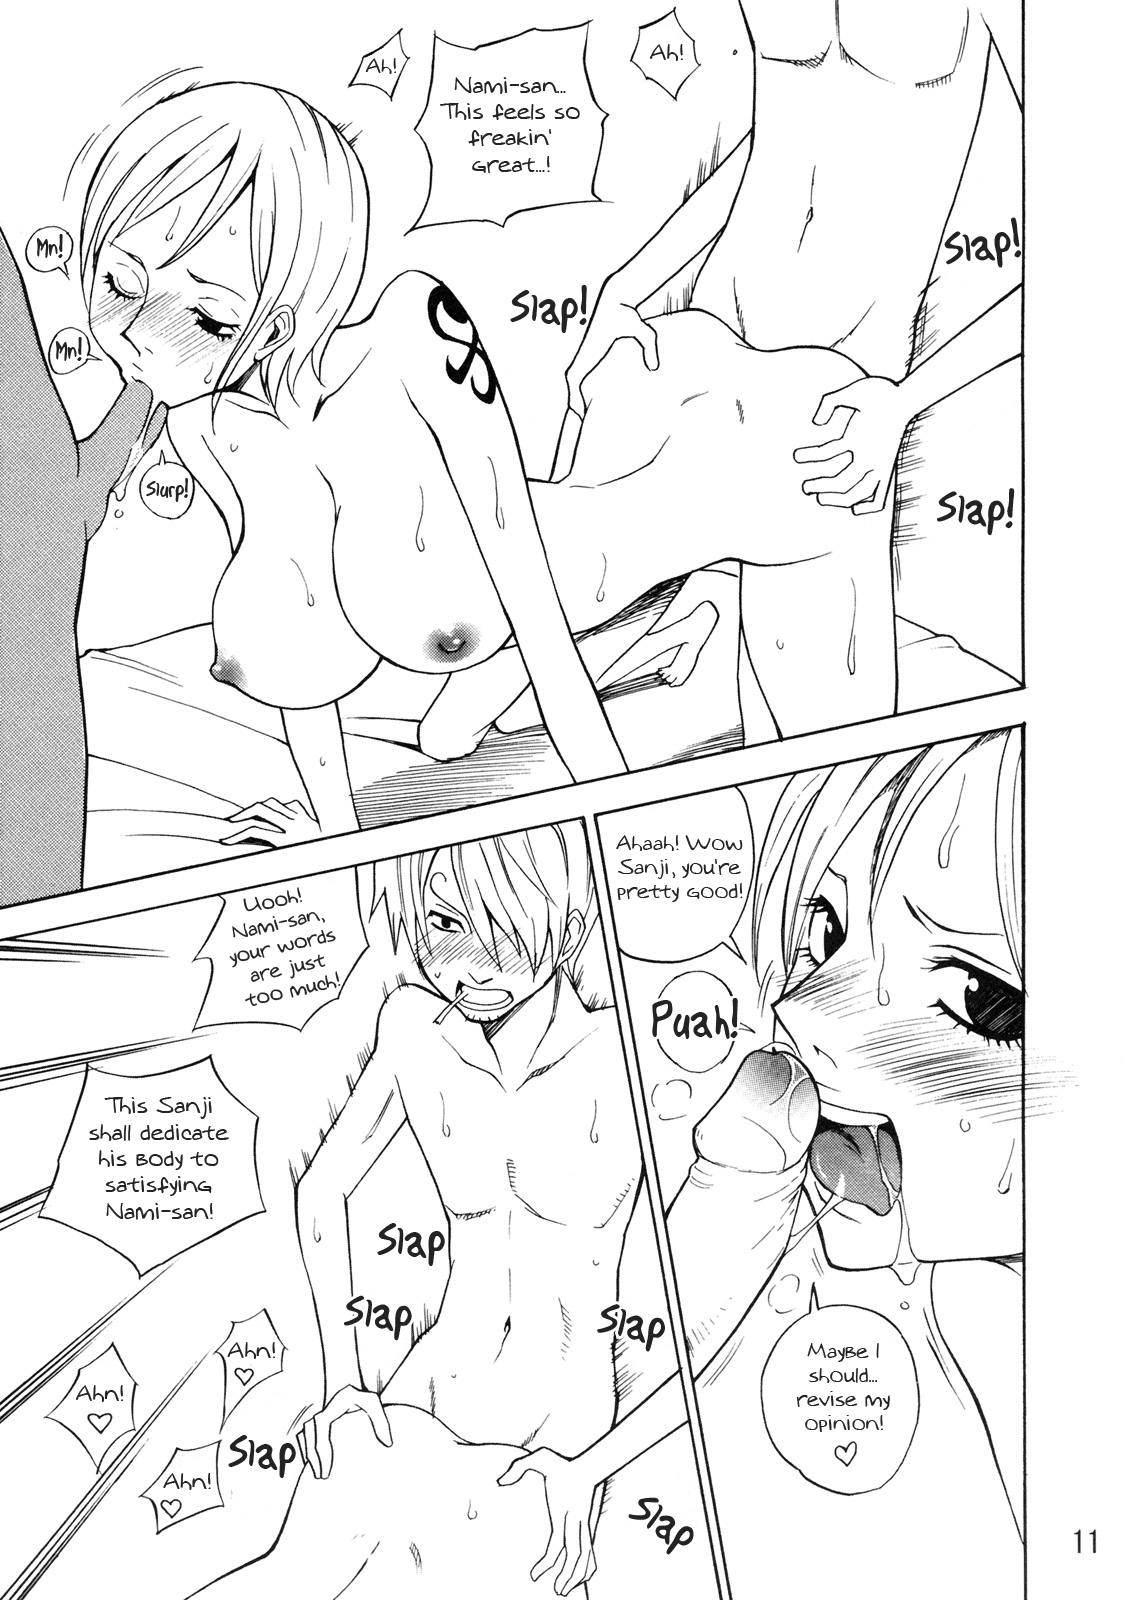 Ah!
Nami-san...
This feels so
freakin'
great...!
Ah!
Mn!
Mn!
Slurp!
Slap!
Slap!
Slap!
Ahaah! Wow
Sanji, you're
pretty good!
Puah!
Maybe I
should...
revise my
opinion!
Uooh!
Nami-san,
your words
are just
too much!
This Sanji
shall dedicate
his body to
satisfying
Nami-san!
Slap
Slap
Slap
Ahn!
Ahn!
Ahn!
Slap
Slap
11